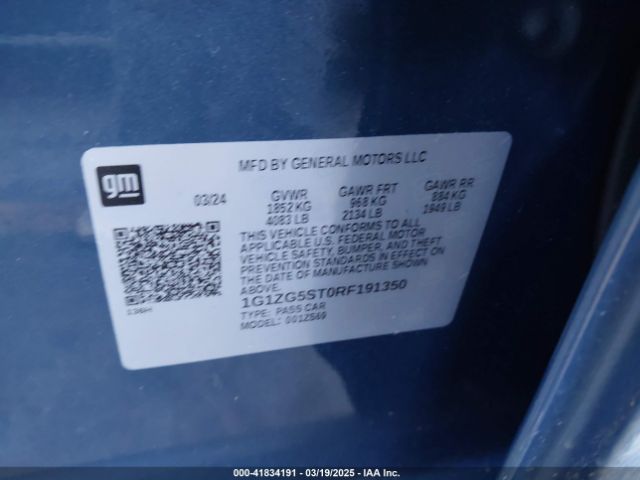 MFD BY GENERAL MOTORS LLC
gm
03/24 GVWR GAWR FRT GAWR RR
1852 KG 968 KG 884 KG
4083 LB 2134 LB 1949 LB
THIS VEHICLE CONFORMS TO ALL
APPLICABLE U.S. FEDERAL MOTOR
VEHICLE SAFETY, BUMPER, AND THEFT
PREVENTION STANDARDS IN EFFECT
ON THE DATE OF MANUFACTURE SHOWN
ABOVE.
1G1ZG5ST0RF191350
TYPE: PASS CAR
MODEL: 001ZS69
000-41834191 - 03/19/2025 - IAA Inc.